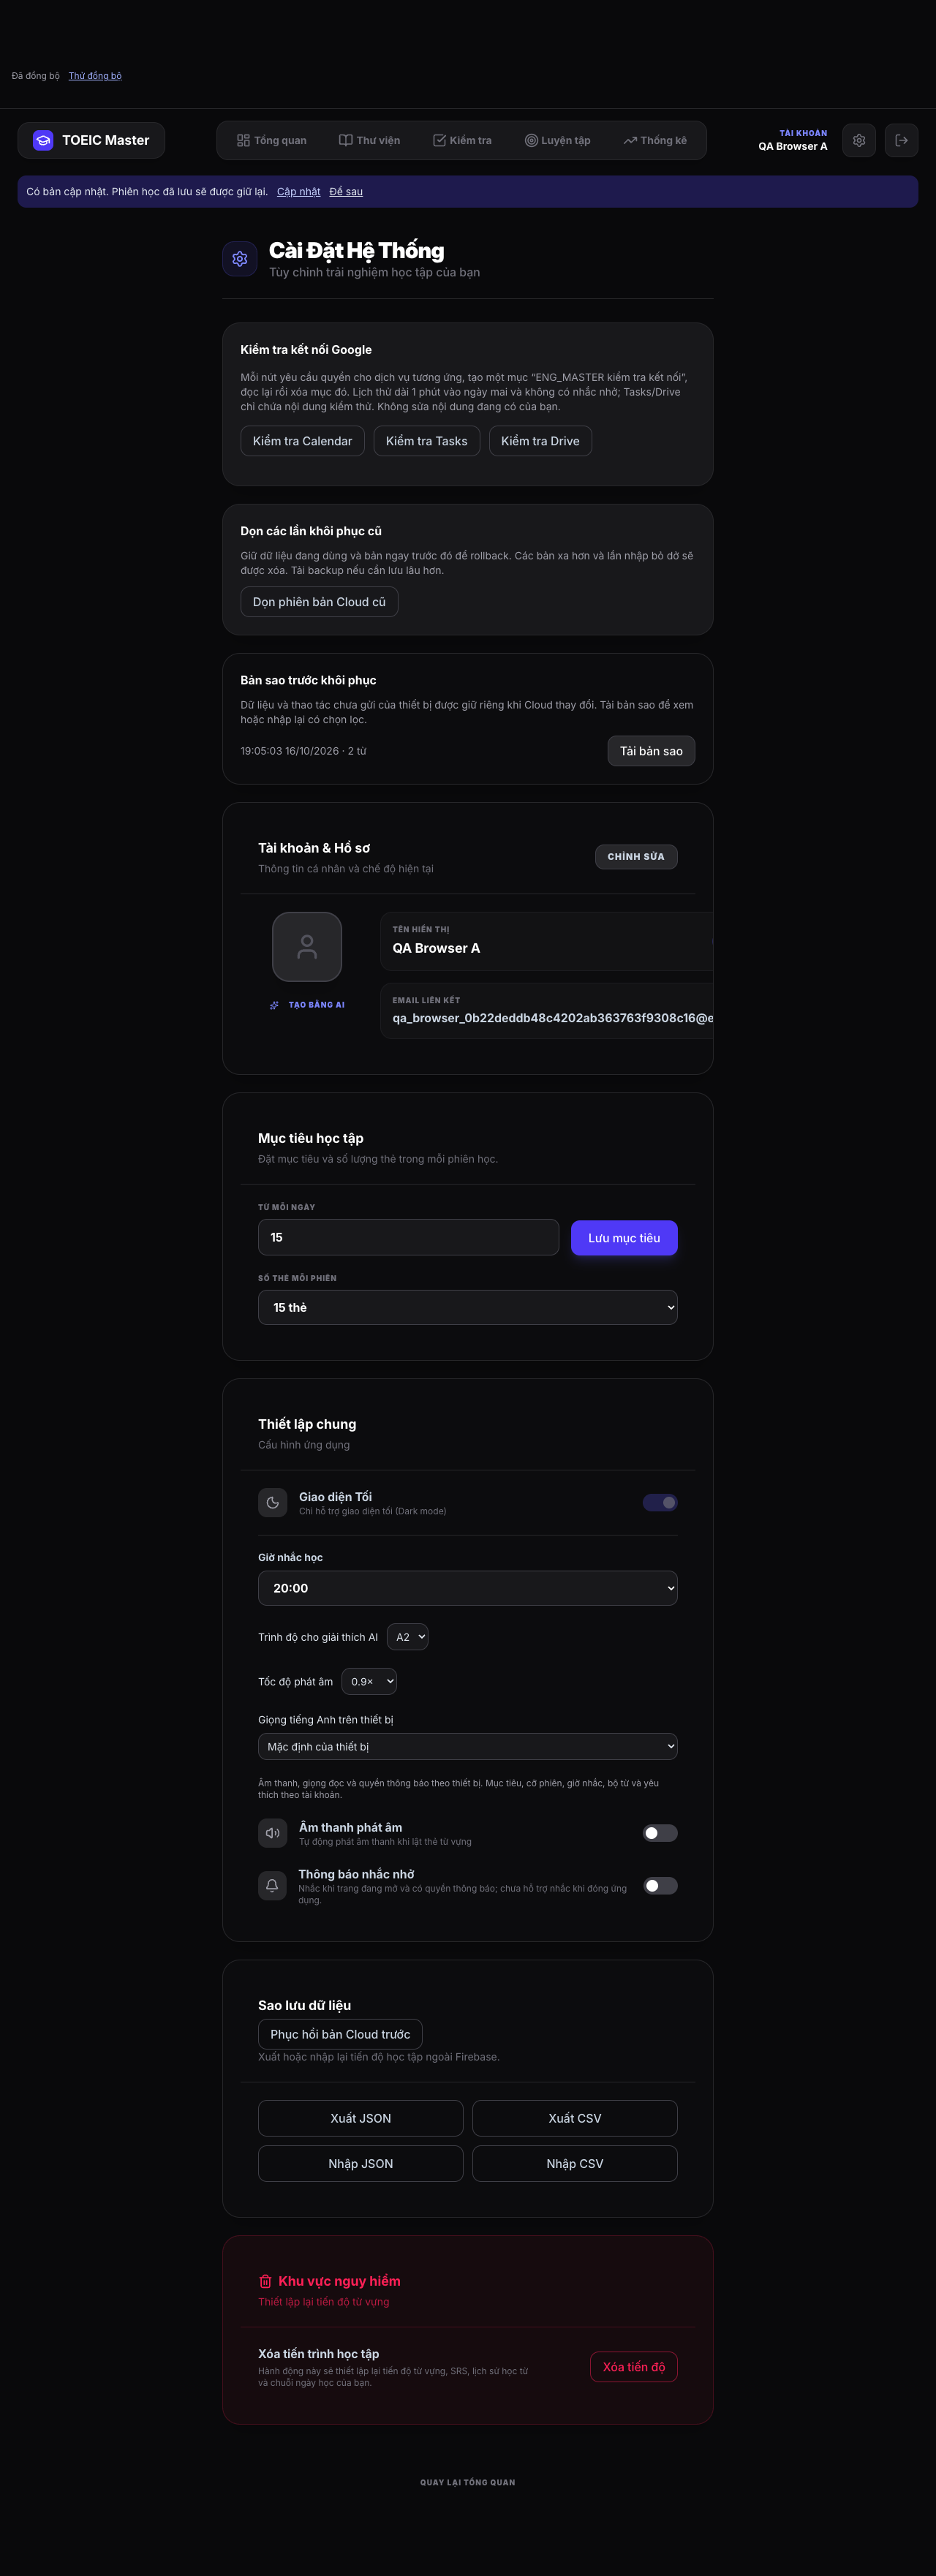 Đã đồng bộ Thử đồng bộ
TOEIC Master
Tổng quan
Thư viện
Kiểm tra
Luyện tập
Thống kê
TÀI KHOẢN
QA Browser A
Có bản cập nhật. Phiên học đã lưu sẽ được giữ lại. Cập nhật Để sau
Cài Đặt Hệ Thống
Tùy chỉnh trải nghiệm học tập của bạn
Kiểm tra kết nối Google
Mỗi nút yêu cầu quyền cho dịch vụ tương ứng, tạo một mục “ENG_MASTER kiểm tra kết nối”,
đọc lại rồi xóa mục đó. Lịch thử dài 1 phút vào ngày mai và không có nhắc nhở; Tasks/Drive
chỉ chứa nội dung kiểm thử. Không sửa nội dung đang có của bạn.
Kiểm tra Calendar
Kiểm tra Tasks
Kiểm tra Drive
Dọn các lần khôi phục cũ
Giữ dữ liệu đang dùng và bản ngay trước đó để rollback. Các bản xa hơn và lần nhập bỏ dở sẽ
được xóa. Tải backup nếu cần lưu lâu hơn.
Dọn phiên bản Cloud cũ
Bản sao trước khôi phục
Dữ liệu và thao tác chưa gửi của thiết bị được giữ riêng khi Cloud thay đổi. Tải bản sao để xem
hoặc nhập lại có chọn lọc.
19:05:03 16/10/2026 · 2 từ
Tải bản sao
Tài khoản & Hồ sơ
Thông tin cá nhân và chế độ hiện tại
CHỈNH SỬA
TẠO BẰNG AI
TÊN HIỂN THỊ
QA Browser A
EMAIL LIÊN KẾT
qa_browser_0b22deddb48c4202ab363763f9308c16@e
Mục tiêu học tập
Đặt mục tiêu và số lượng thẻ trong mỗi phiên học.
TỪ MỖI NGÀY
15
Lưu mục tiêu
SỐ THẺ MỖI PHIÊN
15 thẻ
Thiết lập chung
Cấu hình ứng dụng
Giao diện Tối
Chỉ hỗ trợ giao diện tối (Dark mode)
Giờ nhắc học
20:00
Trình độ cho giải thích AI A2
Tốc độ phát âm 0.9×
Giọng tiếng Anh trên thiết bị
Mặc định của thiết bị
Âm thanh, giọng đọc và quyền thông báo theo thiết bị. Mục tiêu, cỡ phiên, giờ nhắc, bộ từ và yêu
thích theo tài khoản.
Âm thanh phát âm
Tự động phát âm thanh khi lật thẻ từ vựng
Thông báo nhắc nhở
Nhắc khi trang đang mở và có quyền thông báo; chưa hỗ trợ nhắc khi đóng ứng
dụng.
Sao lưu dữ liệu
Phục hồi bản Cloud trước
Xuất hoặc nhập lại tiến độ học tập ngoài Firebase.
Xuất JSON
Xuất CSV
Nhập JSON
Nhập CSV
Khu vực nguy hiểm
Thiết lập lại tiến độ từ vựng
Xóa tiến trình học tập
Hành động này sẽ thiết lập lại tiến độ từ vựng, SRS, lịch sử học từ
và chuỗi ngày học của bạn.
Xóa tiến độ
QUAY LẠI TỔNG QUAN